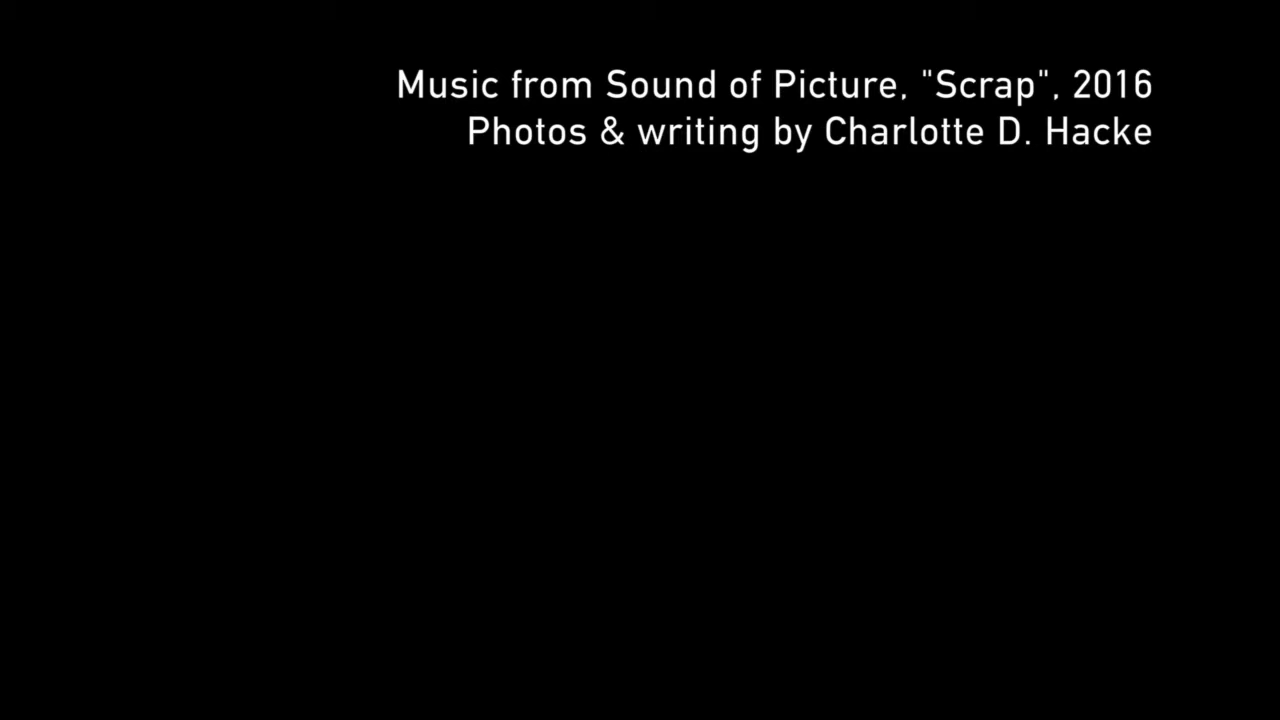 Music from Sound of Picture, "Scrap", 2016
Photos & writing by Charlotte D. Hacke